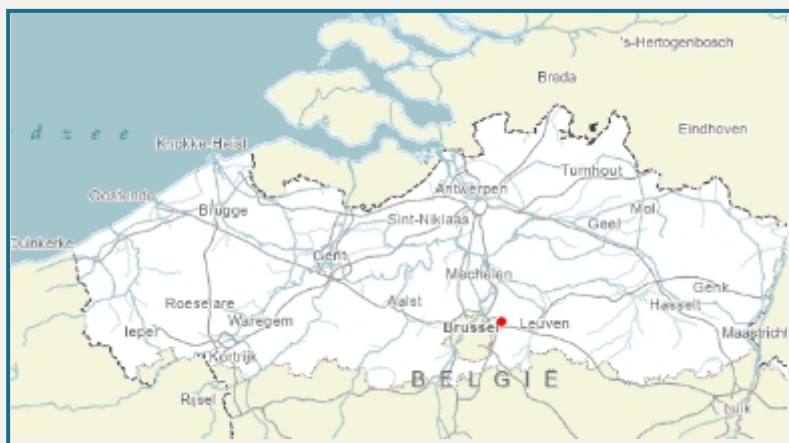 's-Hertogenbosch
Breda
dzee
Eindhoven
Knokke-Heist
Turnhout
Antwerpen
Oostende
Mol
Brugge
Sint-Niklaas
Geel
Duinkerke
Gent
Mechelen
Genk
Roeselare
Aalst
Hasselt
Waregem
Brussel
Leuven
Ieper
Maastricht
Kortrijk
BELGIË
Rijsel
Luik